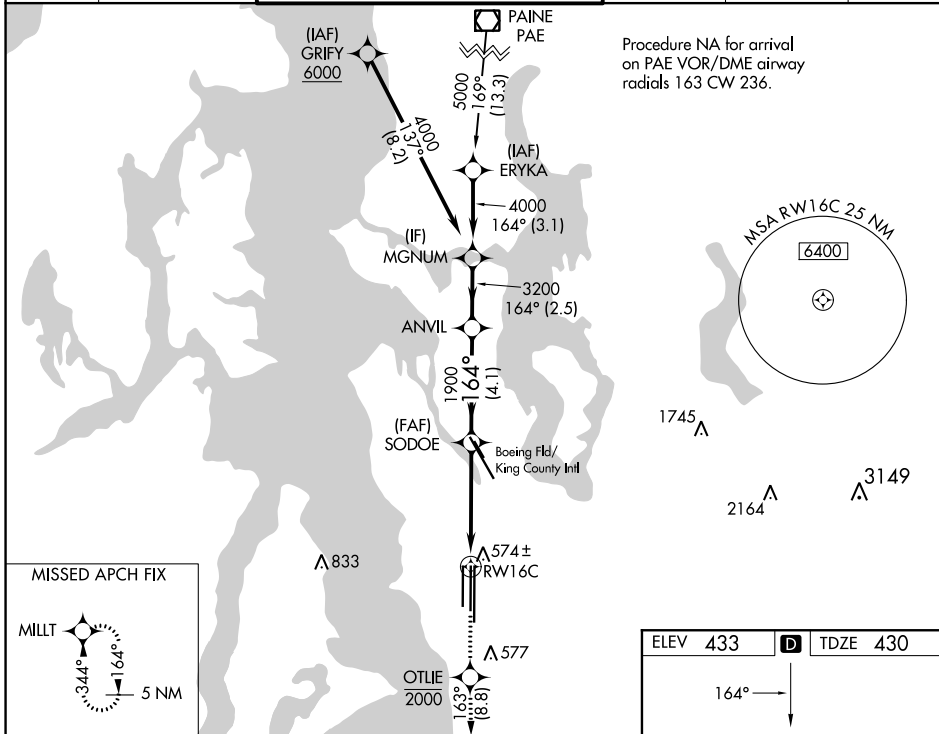 PAINE
PAE
(IAF)
GRIFY
6000
Procedure NA for arrival
on PAE VOR/DME airway
radials 163 CW 236.
5000
169°
(13.3)
4000
137°
(8.2)
(IAF)
ERYKA
4000
164° (3.1)
(IF)
MGNUM
3200
164° (2.5)
MSA RW16C 25 NM
6400
ANVIL
1900
164°
(4.1)
(FAF)
SODOE
Boeing Fld/
King County Intl
1745
2164
3149
574±
RW16C
833
577
OTLIE
2000
163°
(8.8)
MISSED APCH FIX
MILLT
344°
164°
5 NM
ELEV 433 D TDZE 430
164°